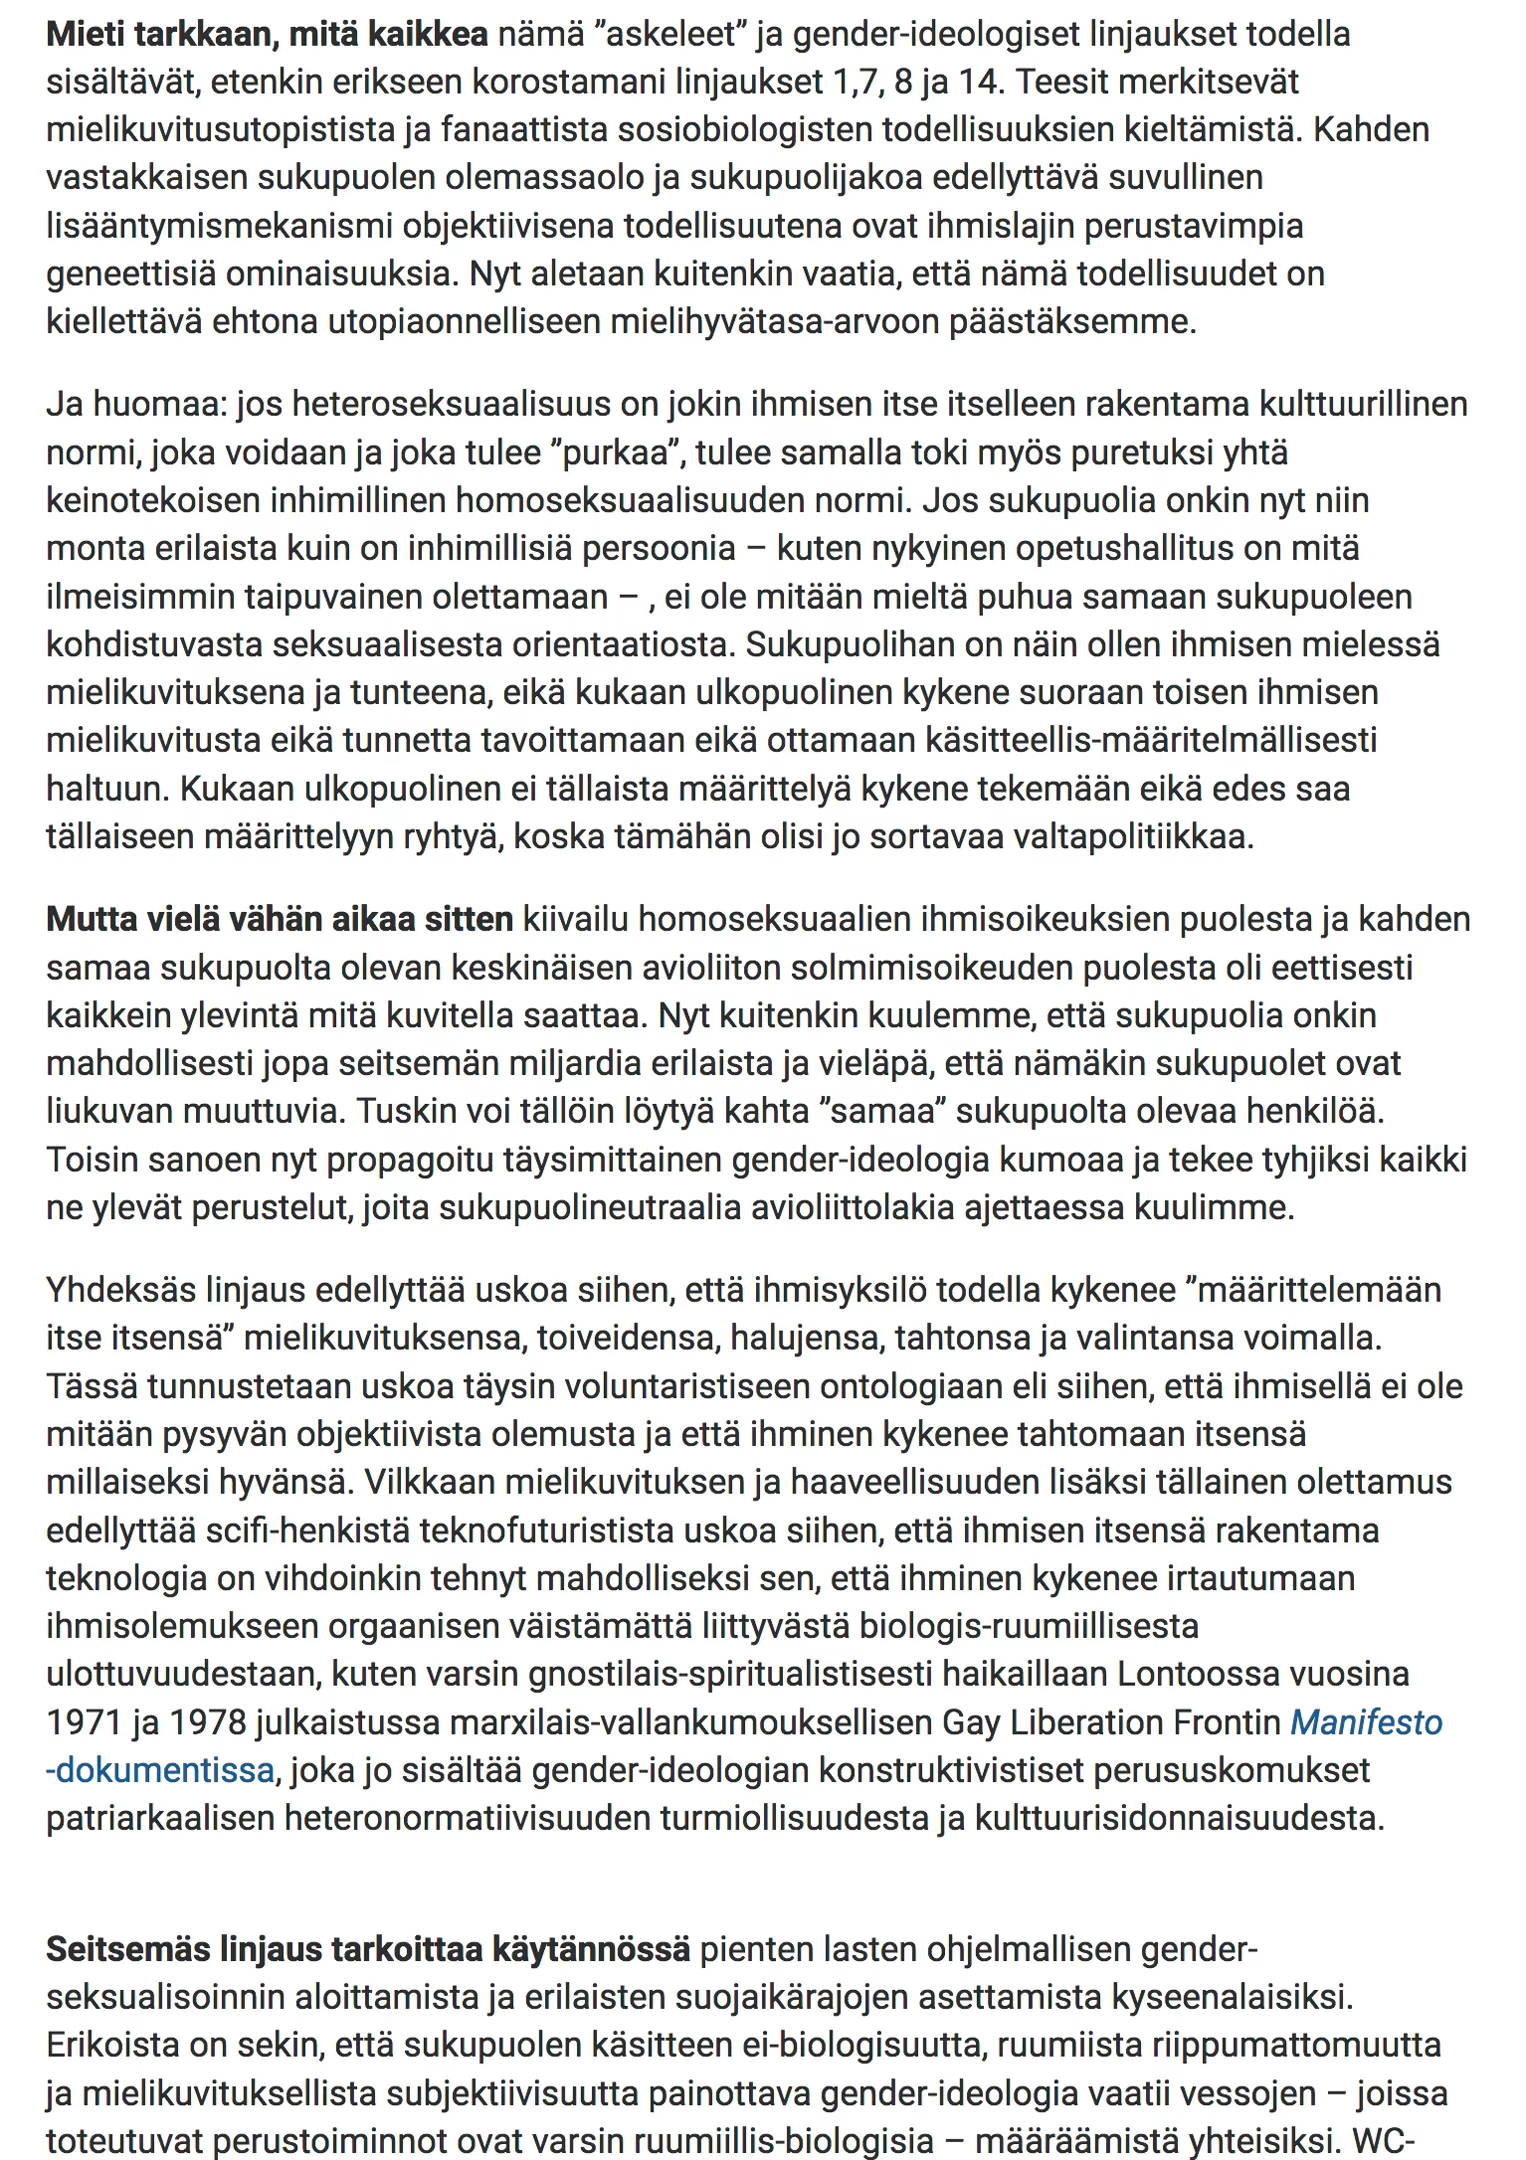 Mieti tarkkaan, mitä kaikkea nämä ”askeleet” ja gender-ideologiset linjaukset todella
sisältävät, etenkin erikseen korostamani linjaukset 1,7, 8 ja 14. Teesit merkitsevät
mielikuvitusutopistista ja fanaattista sosiobiologisten todellisuuksien kieltämistä. Kahden
vastakkaisen sukupuolen olemassaolo ja sukupuolijakoa edellyttävä suvullinen
lisääntymismekanismi objektiivisena todellisuutena ovat ihmislajin perustavimpia
geneettisiä ominaisuuksia. Nyt aletaan kuitenkin vaatia, että nämä todellisuudet on
kiellettävä ehtona utopiaonnelliseen mielihyvätasa-arvoon päästäksemme.
Ja huomaa: jos heteroseksuaalisuus on jokin ihmisen itse itselleen rakentama kulttuurillinen
normi, joka voidaan ja joka tulee ”purkaa”, tulee samalla toki myös puretuksi yhtä
keinotekoisen inhimillinen homoseksuaalisuuden normi. Jos sukupuolia onkin nyt niin
monta erilaista kuin on inhimillisiä persoonia – kuten nykyinen opetushallitus on mitä
ilmeisimmin taipuvainen olettamaan – , ei ole mitään mieltä puhua samaan sukupuoleen
kohdistuvasta seksuaalisesta orientaatiosta. Sukupuolihan on näin ollen ihmisen mielessä
mielikuvituksena ja tunteena, eikä kukaan ulkopuolinen kykene suoraan toisen ihmisen
mielikuvitusta eikä tunnetta tavoittamaan eikä ottamaan käsitteellis-määritelmällisesti
haltuun. Kukaan ulkopuolinen ei tällaista määrittelyä kykene tekemään eikä edes saa
tällaiseen määrittelyyn ryhtyä, koska tämähän olisi jo sortavaa valtapolitiikkaa.
Mutta vielä vähän aikaa sitten kiivailu homoseksuaalien ihmisoikeuksien puolesta ja kahden
samaa sukupuolta olevan keskinäisen avioliiton solmimisoikeuden puolesta oli eettisesti
kaikkein ylevintä mitä kuvitella saattaa. Nyt kuitenkin kuulemme, että sukupuolia onkin
mahdollisesti jopa seitsemän miljardia erilaista ja vieläpä, että nämäkin sukupuolet ovat
liukuvan muuttuvia. Tuskin voi tällöin löytyä kahta ”samaa” sukupuolta olevaa henkilöä.
Toisin sanoen nyt propagoitu täysimittainen gender-ideologia kumoaa ja tekee tyhjiksi kaikki
ne ylevät perustelut, joita sukupuolineutraalia avioliittolakia ajettaessa kuulimme.
Yhdeksäs linjaus edellyttää uskoa siihen, että ihmisyksilö todella kykenee ”määrittelemään
itse itsensä” mielikuvituksensa, toiveidensa, halujensa, tahtonsa ja valintansa voimalla.
Tässä tunnustetaan uskoa täysin voluntaristiseen ontologiaan eli siihen, että ihmisellä ei ole
mitään pysyvän objektiivista olemusta ja että ihminen kykenee tahtomaan itsensä
millaiseksi hyvänsä. Vilkkaan mielikuvituksen ja haaveellisuuden lisäksi tällainen olettamus
edellyttää scifi-henkistä teknofuturistista uskoa siihen, että ihmisen itsensä rakentama
teknologia on vihdoinkin tehnyt mahdolliseksi sen, että ihminen kykenee irtautumaan
ihmisolemukseen orgaanisen väistämättä liittyvästä biologis-ruumiillisesta
ulottuvuudestaan, kuten varsin gnostilais-spiritualistisesti haikaillaan Lontoossa vuosina
1971 ja 1978 julkaistussa marxilais-vallankumouksellisen Gay Liberation Frontin Manifesto
-dokumentissa, joka jo sisältää gender-ideologian konstruktivistiset perususkomukset
patriarkaalisen heteronormatiivisuuden turmiollisuudesta ja kulttuurisidonnaisuudesta.
Seitsemäs linjaus tarkoittaa käytännössä pienten lasten ohjelmallisen gender-
seksualisoinnin aloittamista ja erilaisten suojaikärajojen asettamista kyseenalaisiksi.
Erikoista on sekin, että sukupuolen käsitteen ei-biologisuutta, ruumiista riippumattomuutta
ja mielikuvituksellista subjektiivisuutta painottava gender-ideologia vaatii vessojen – joissa
toteutuvat perustoiminnot ovat varsin ruumiillis-biologisia – määräämistä yhteisiksi. WC-